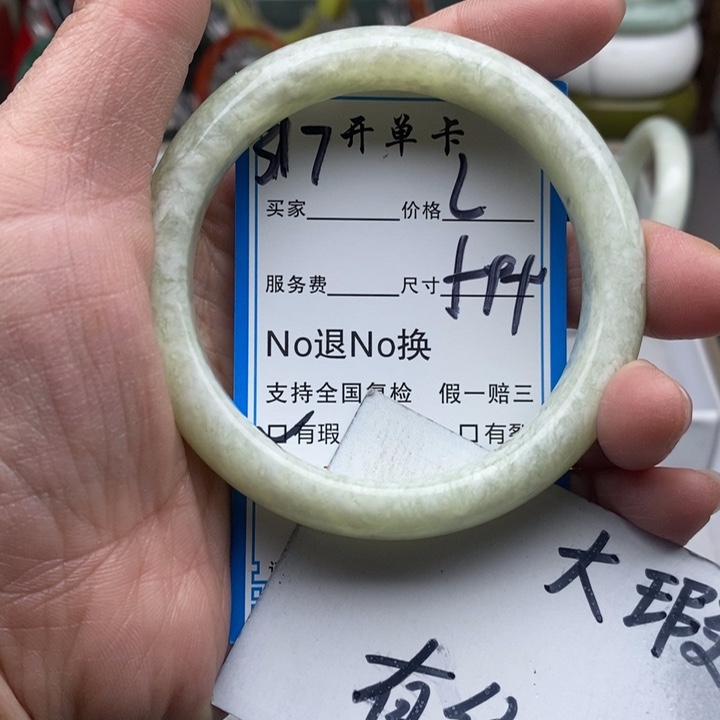 517 开单卡
买家 价格 L
服务费 尺寸
No退No换
支持全国复检 假一赔三
口有瑕 口有裂
大瑕
有